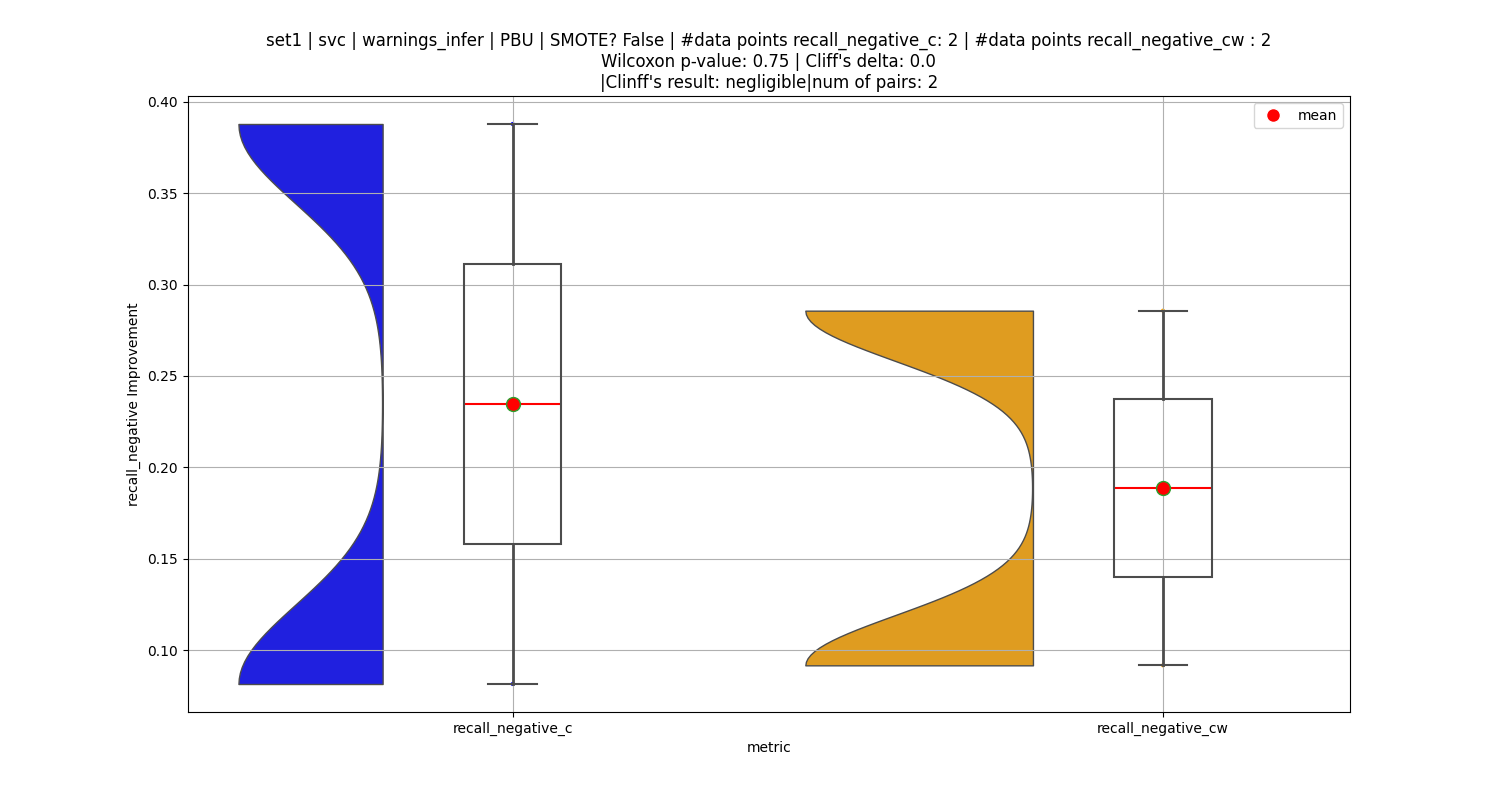 set1 | svc | warnings_infer | PBU | SMOTE? False | #data points recall_negative_c: 2 | #data points recall_negative_cw : 2
Wilcoxon p-value: 0.75 | Cliff's delta: 0.0
|Clinff's result: negligible|num of pairs: 2
mean
0.40
0.35
0.30
0.25
0.20
0.15
0.10
recall_negative Improvement
recall_negative_c
recall_negative_cw
metric